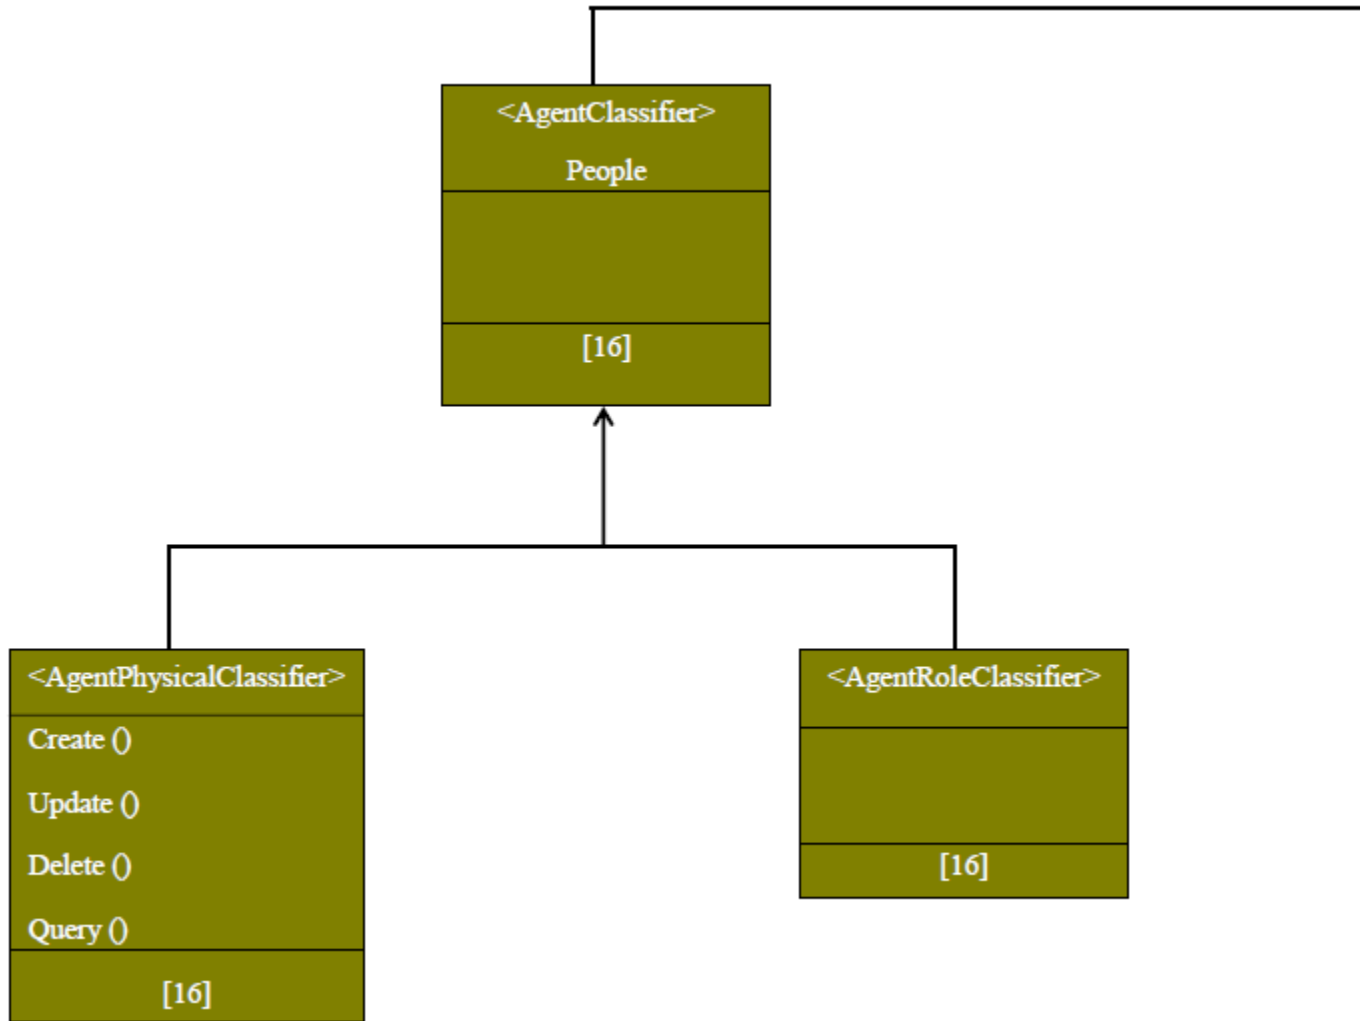 <AgentClassifier>
People
[16]
<AgentPhysicalClassifier>
Create ()
Update ()
Delete ()
Query ()
[16]
<AgentRoleClassifier>
[16]